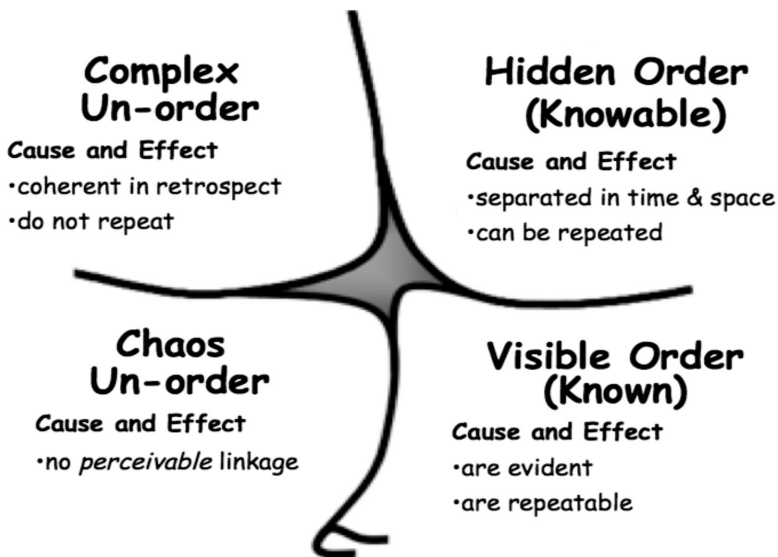 Complex
Un-order
Cause and Effect
•coherent in retrospect
•do not repeat
Hidden Order
(Knowable)
Cause and Effect
•separated in time & space
•can be repeated
Chaos
Un-order
Cause and Effect
•no perceivable linkage
Visible Order
(Known)
Cause and Effect
•are evident
•are repeatable